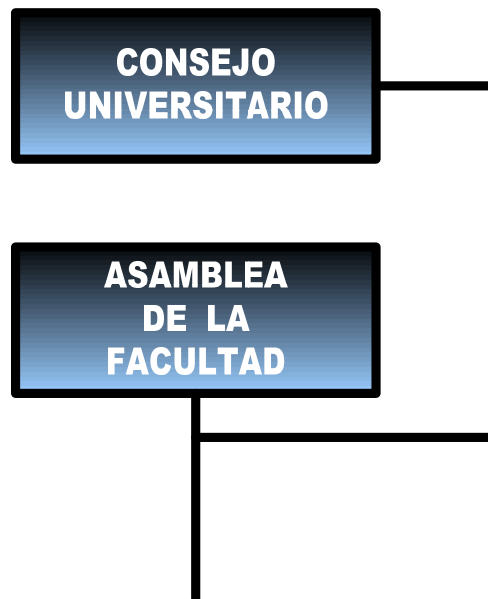 CONSEJO
UNIVERSITARIO
ASAMBLEA
DE LA
FACULTAD